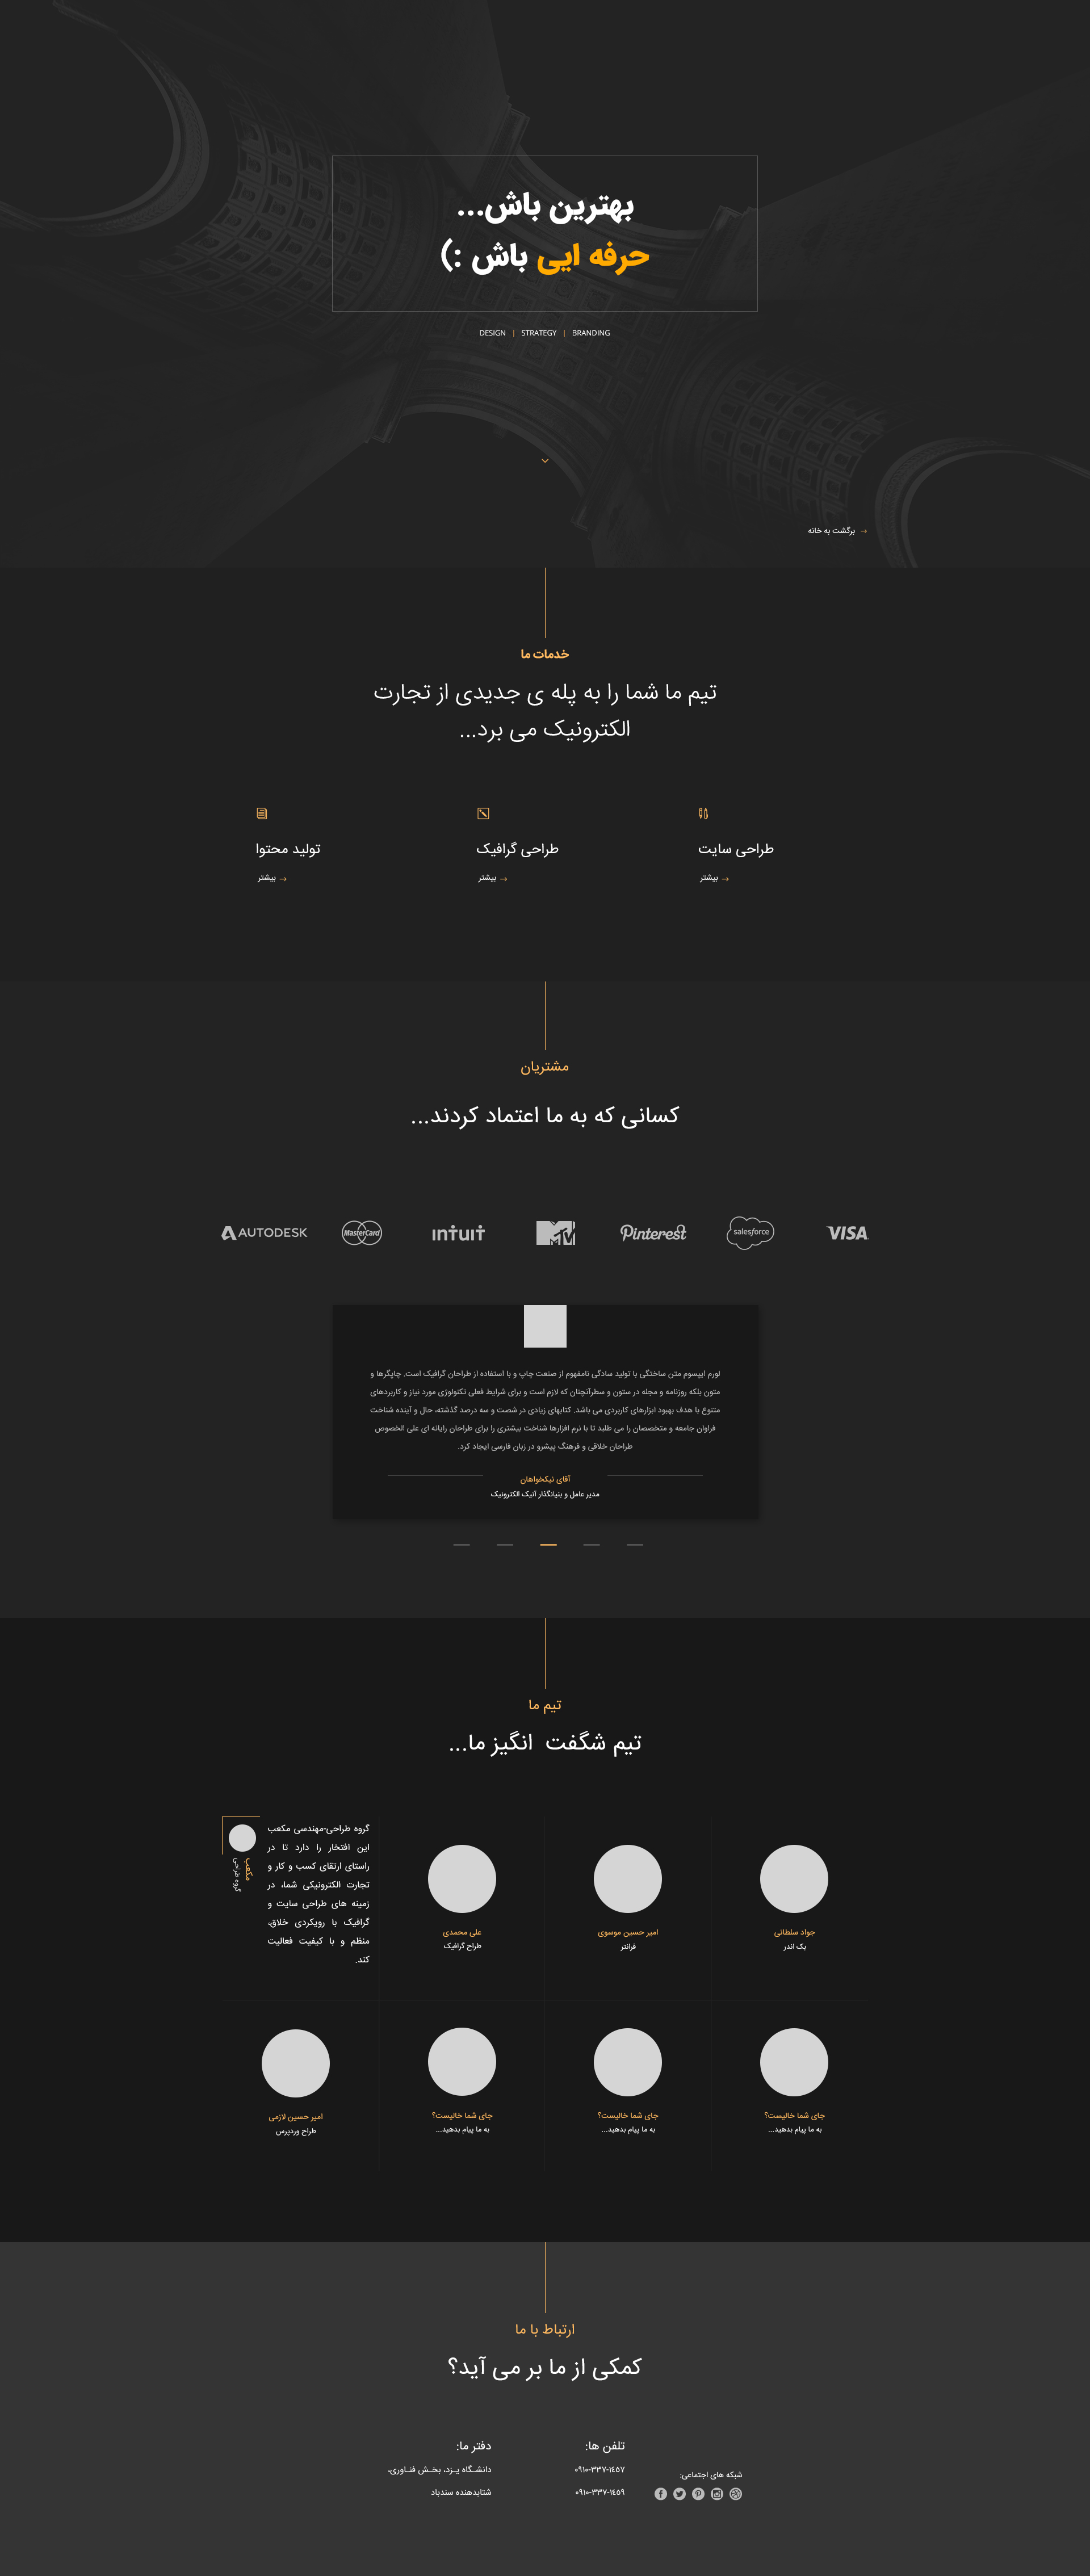 بهترین باش...
حرفه ایی باش :)
DESIGN | STRATEGY | BRANDING
برگشت به خانه
خدمات ما
تیم ما شما را به پله ی جدیدی از تجارت
الکترونیک می برد...
طراحی سایت
بیشتر
طراحی گرافیک
بیشتر
تولید محتوا
بیشتر
مشتریان
کسانی که به ما اعتماد کردند...
AUTODESK
MasterCard
intuit
MTV
Pinterest
salesforce
VISA
لورم ایپسوم متن ساختگی با تولید سادگی نامفهوم از صنعت چاپ و با استفاده از طراحان گرافیک است. چاپگرها و
متون بلکه روزنامه و مجله در ستون و سطرآنچنان که لازم است و برای شرایط فعلی تکنولوژی مورد نیاز و کاربردهای
متنوع با هدف بهبود ابزارهای کاربردی می باشد. کتابهای زیادی در شصت و سه درصد گذشته، حال و آینده شناخت
فراوان جامعه و متخصصان را می طلبد تا با نرم افزارها شناخت بیشتری را برای طراحان رایانه ای علی الخصوص
طراحان خلاقی و فرهنگ پیشرو در زبان فارسی ایجاد کرد.
آقای نیکخواهان
مدیر عامل و بنیانگذار آنیک الکترونیک
تیم ما
تیم شگفت انگیز ما...
جواد سلطانی
بک اندر
امیر حسین موسوی
فرانتر
علی محمدی
طراح گرافیک
گروه طراحی-مهندسی مکعب
این افتخار را دارد تا در
راستای ارتقای کسب و کار و
تجارت الکترونیکی شما، در
زمینه های طراحی سایت و
گرافیک با رویکردی خلاق،
منظم و با کیفیت فعالیت
کند.
مکعب
گروه طراحی
جای شما خالیست؟
به ما پیام بدهید...
جای شما خالیست؟
به ما پیام بدهید...
جای شما خالیست؟
به ما پیام بدهید...
امیر حسین لازمی
طراح وردپرس
ارتباط با ما
کمکی از ما بر می آید؟
شبکه های اجتماعی:
تلفن ها:
۰۹۱۰-۳۳۷-۱٤٥۷
۰۹۱۰-۳۳۷-۱٤٥۹
دفتر ما:
دانشـگاه یـزد، بخـش فنـاوری،
شتابدهنده سندباد